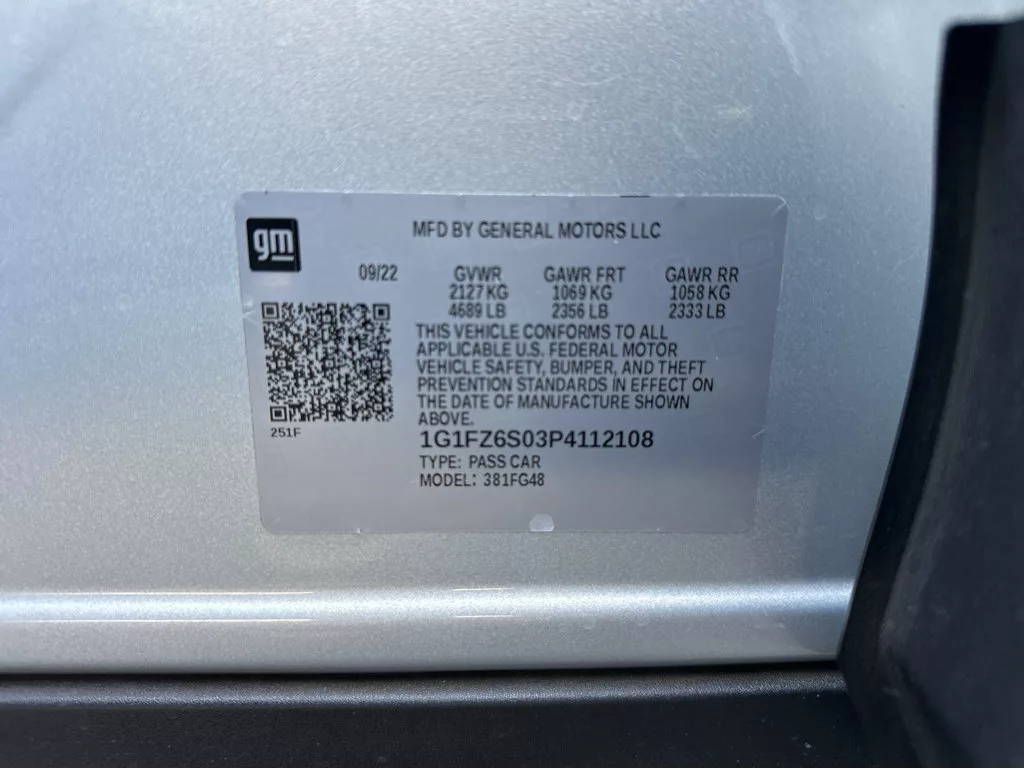 gm
MFD BY GENERAL MOTORS LLC
09/22 GVWR GAWR FRT GAWR RR
2127 KG 1069 KG 1058 KG
4689 LB 2356 LB 2333 LB
THIS VEHICLE CONFORMS TO ALL
APPLICABLE U.S. FEDERAL MOTOR
VEHICLE SAFETY, BUMPER, AND THEFT
PREVENTION STANDARDS IN EFFECT ON
THE DATE OF MANUFACTURE SHOWN
ABOVE.
251F
1G1FZ6S03P4112108
TYPE: PASS CAR
MODEL: 381FG48